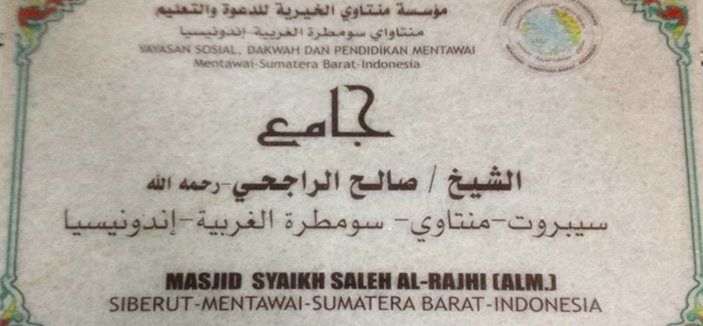 مؤسسة منتاوي الخيرية للدعوة والتعليم
منتاواي سومطرة الغربية-إندونيسيا
YAYASAN SOSIAL, DAKWAH DAN PENDIDIKAN MENTAWAI
Mentawai-Sumatera Barat-Indonesia
جامع
الشيخ / صالح الراجحي-رحمه الله
سيبروت-منتاوي- سومطرة الغربية-إندونيسيا
MASJID SYAIKH SALEH AL-RAJHI (ALM.)
SIBERUT-MENTAWAI-SUMATERA BARAT-INDONESIA